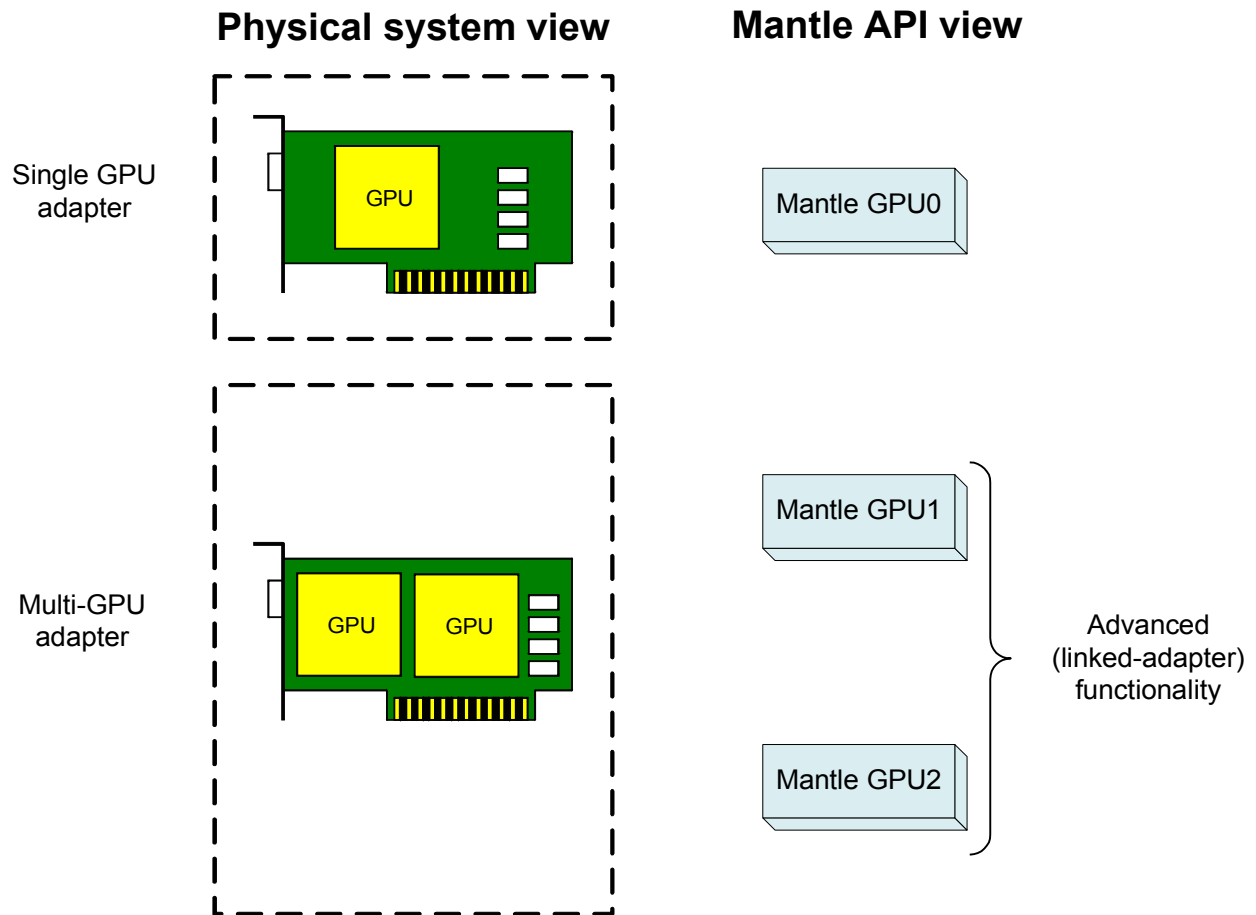 Physical system view
Mantle API view
Single GPU
adapter
GPU
Mantle GPU0
Multi-GPU
adapter
GPU
GPU
Mantle GPU1
Advanced
(linked-adapter)
functionality
Mantle GPU2